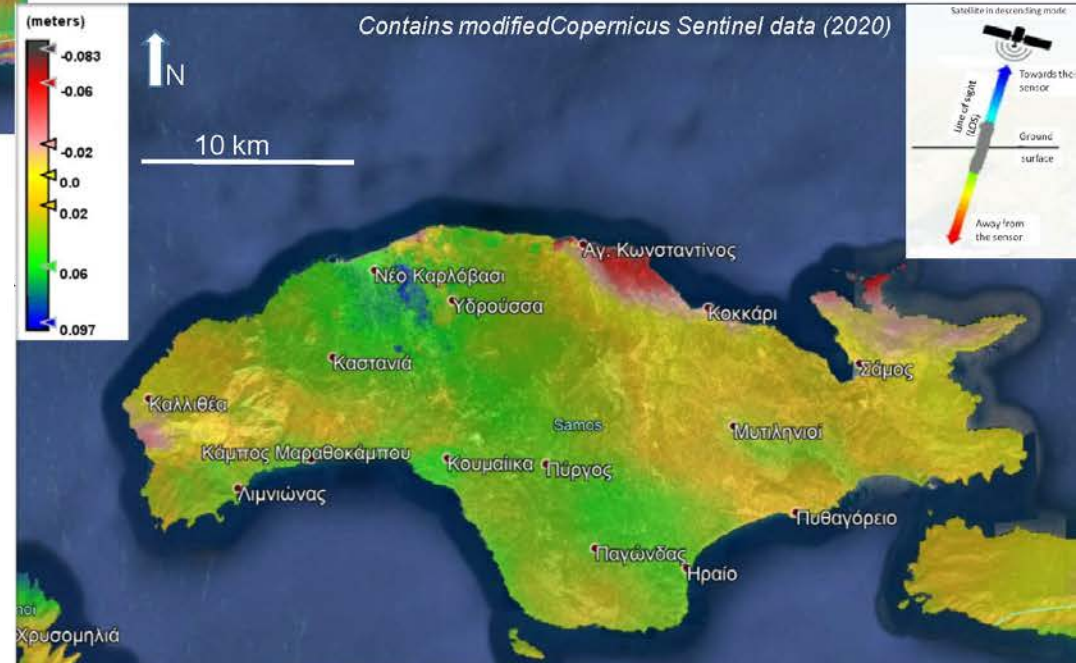 (meters)
-0.083
-0.06
-0.02
0.0
0.02
0.06
0.097
N
10 km
Contains modifiedCopernicus Sentinel data (2020)
Satellite in descending mode
Towards the
sensor
Line of sight
(LOS)
Ground
surface
Away from
the sensor
Αγ. Κωνσταντίνος
Νέο Καρλόβασι
Υδρούσσα
Κοκκάρι
Καστανιά
Σάμος
Καλλιθέα
Samos
Μυτιληνιοί
Κάμπος Μαραθοκάμπου
Κουμαίικα
Πύργος
Λιμνιώνας
Πυθαγόρειο
Παγώνδας
Ηραίο
Χρυσομηλιά